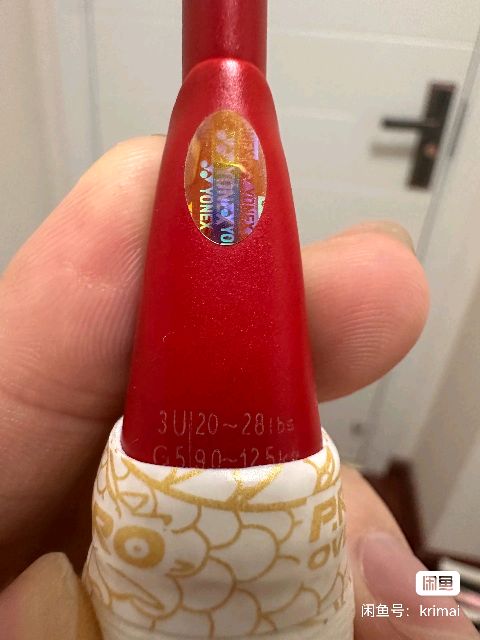 YONEX
3U 20~28lbs
G5 9.0~12.5kg
PRO
闲鱼
闲鱼号：krimai